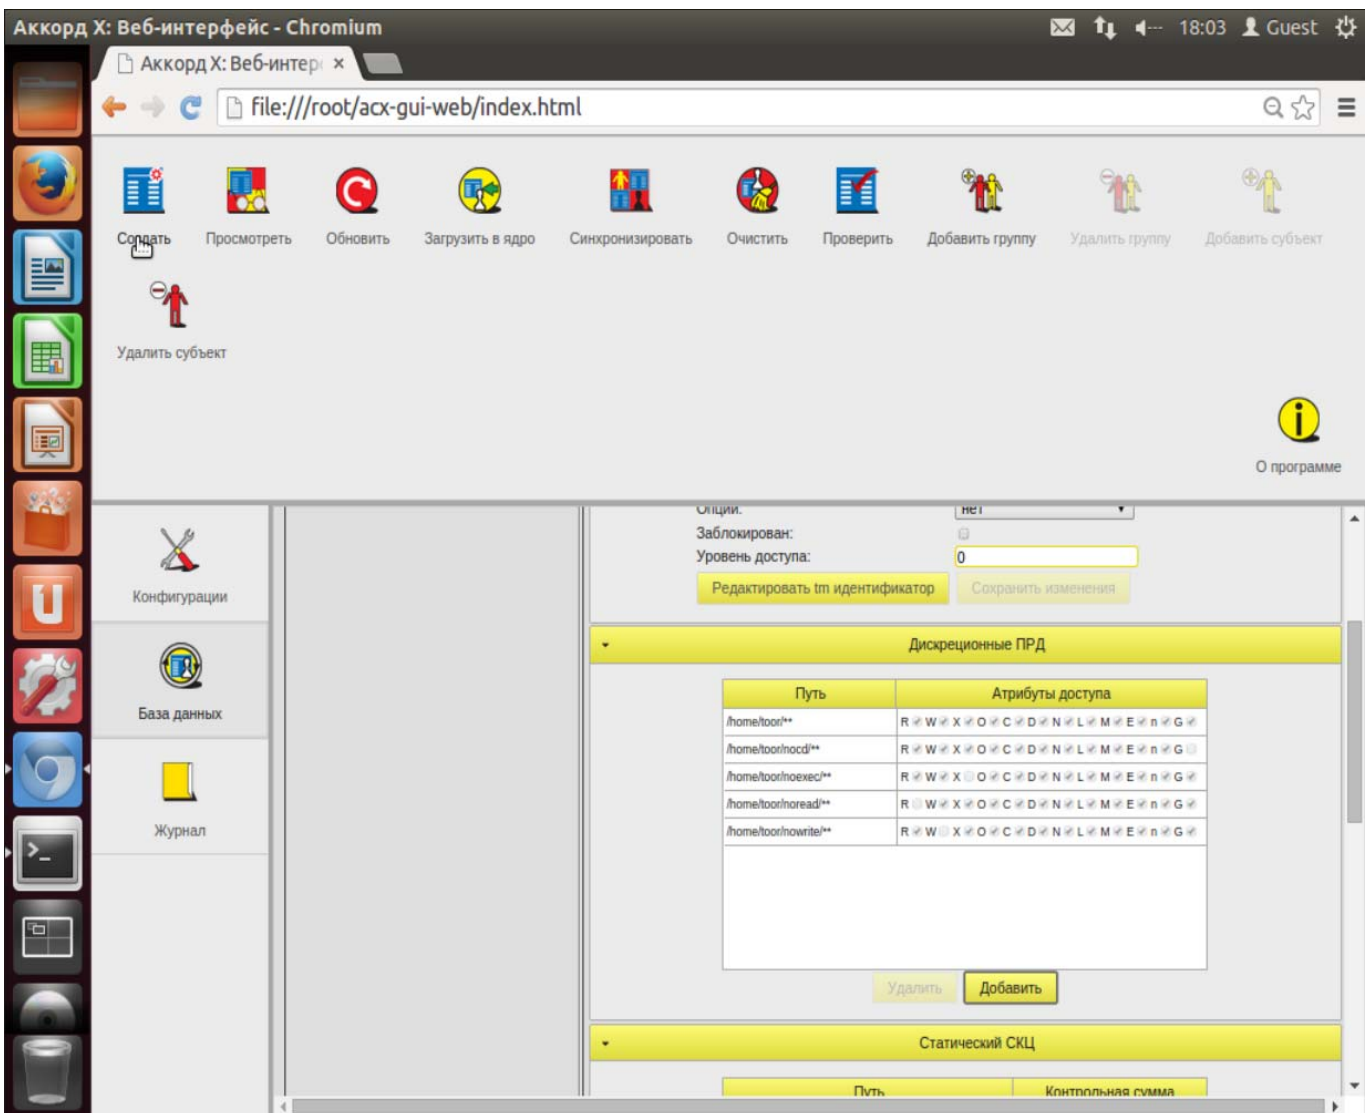 Аккорд X: Веб-интерфейс - Chromium
18:03 Guest
Аккорд X: Веб-интер
file:///root/acx-gui-web/index.html
Создать Просмотреть Обновить Загрузить в ядро Синхронизировать Очистить Проверить Добавить группу Удалить группу Добавить субъект
Удалить субъект
О программе
Опции: нет
Заблокирован:
Уровень доступа: 0
Редактировать tm идентификатор Сохранить изменения
Конфигурации
База данных
Журнал
Дискреционные ПРД
Путь Атрибуты доступа
/home/toor/** R W X O C D N L M E n G
/home/toor/nocd/** R W X O C D N L M E n G
/home/toor/noexec/** R W X O C D N L M E n G
/home/toor/noread/** R W X O C D N L M E n G
/home/toor/nowrite/** R W X O C D N L M E n G
Удалить Добавить
Статический СКЦ
Путь Контрольная сумма